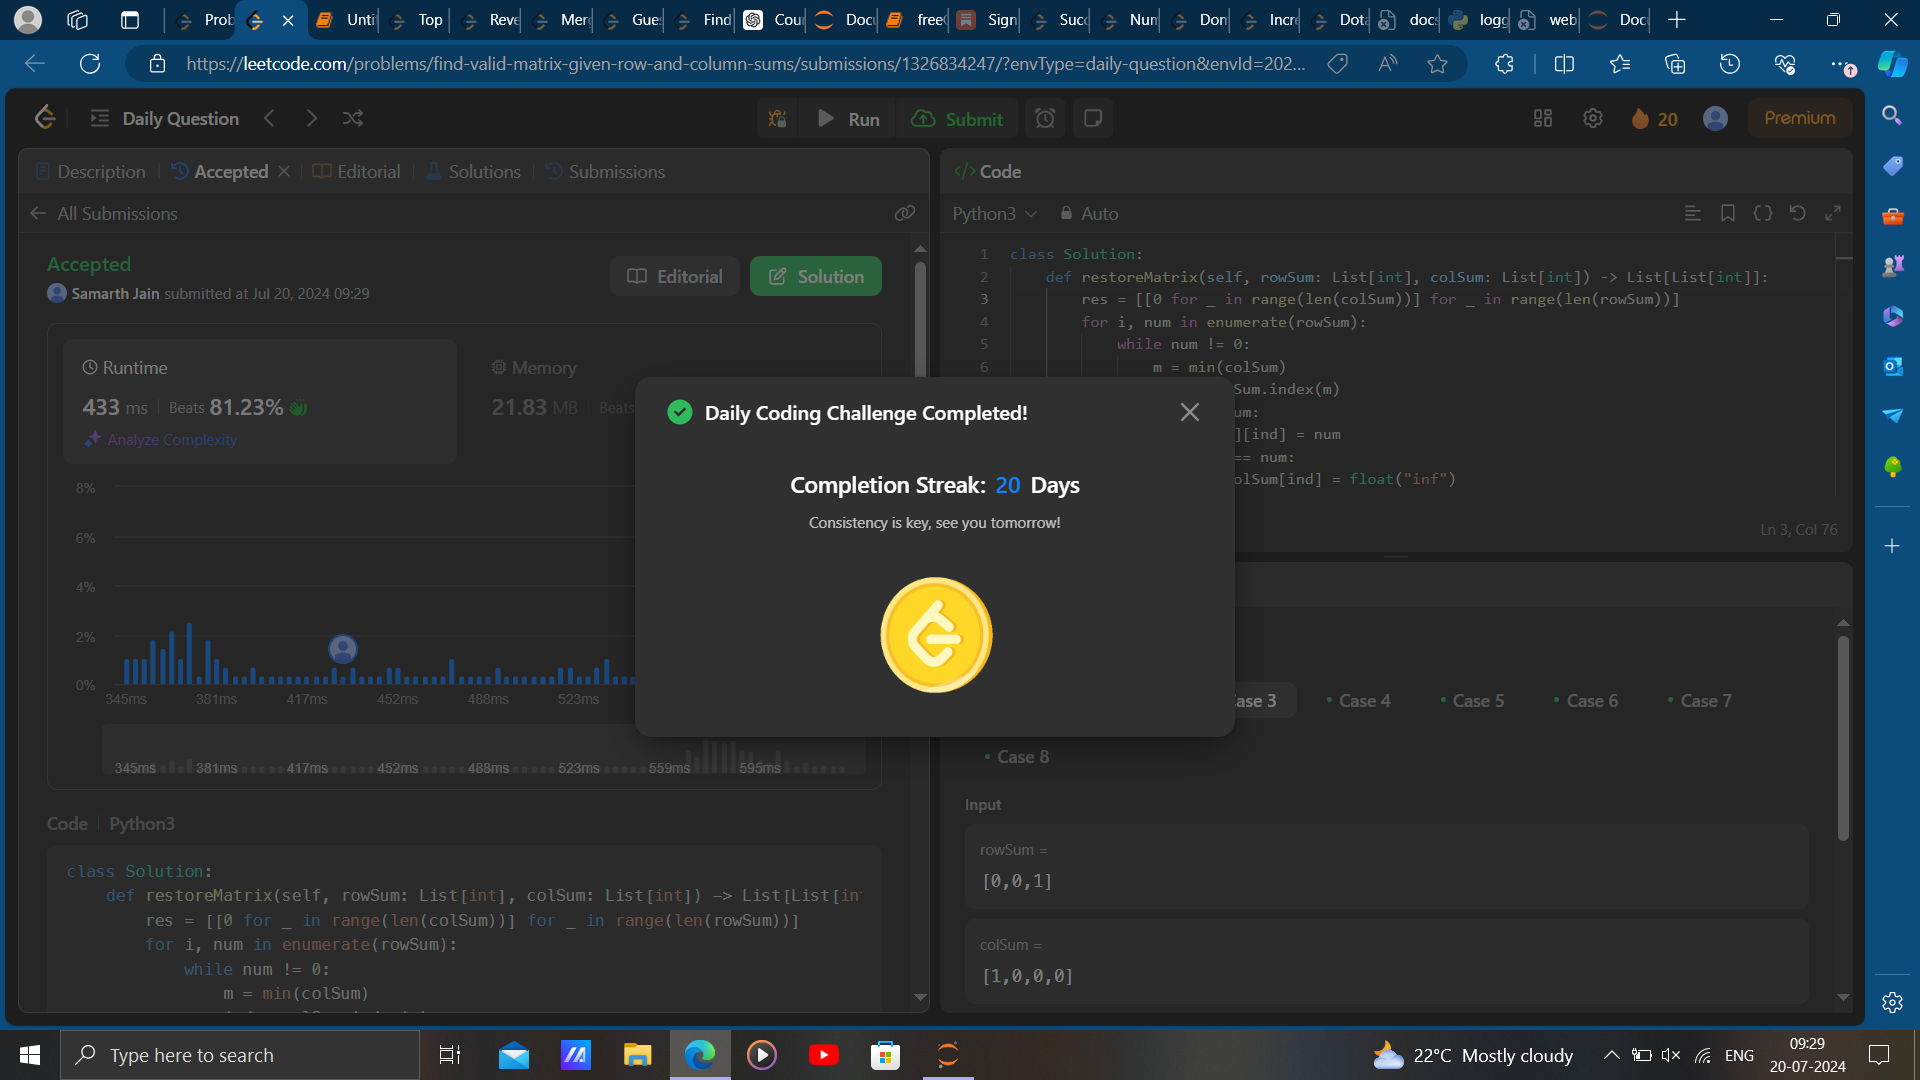 Prob
Unti
Top
Reve
Merg
Gues
Find
Cour
Docu
free
Sign
Succ
Num
Dom
Incre
Dota
docs
logg
web
Doc
https://leetcode.com/problems/find-valid-matrix-given-row-and-column-sums/submissions/1326834247/?envType=daily-question&envId=202...
Daily Question
Run
Submit
20
Premium
Description
Accepted
Editorial
Solutions
Submissions
All Submissions
Accepted
Editorial
Solution
Samarth Jain submitted at Jul 20, 2024 09:29
Runtime
433 ms | Beats 81.23%
Analyze Complexity
Memory
21.83 MB | Beats
8%
6%
4%
2%
0%
345ms 381ms 417ms 452ms 488ms 523ms
345ms 381ms 417ms 452ms 488ms 523ms 559ms 595ms
Code | Python3
class Solution:
def restoreMatrix(self, rowSum: List[int], colSum: List[int]) -> List[List[in
res = [[0 for _ in range(len(colSum))] for _ in range(len(rowSum))]
for i, num in enumerate(rowSum):
while num != 0:
m = min(colSum)
Daily Coding Challenge Completed!
Completion Streak: 20 Days
Consistency is key, see you tomorrow!
</> Code
Python3
Auto
1 class Solution:
2 def restoreMatrix(self, rowSum: List[int], colSum: List[int]) -> List[List[int]]:
3 res = [[0 for _ in range(len(colSum))] for _ in range(len(rowSum))]
4 for i, num in enumerate(rowSum):
5 while num != 0:
6 m = min(colSum)
Sum.index(m)
um:
][ind] = num
== num:
olSum[ind] = float("inf")
Ln 3, Col 76
ase 3
Case 4
Case 5
Case 6
Case 7
Case 8
Input
rowSum =
[0,0,1]
colSum =
[1,0,0,0]
Type here to search
22°C Mostly cloudy
ENG
09:29
20-07-2024